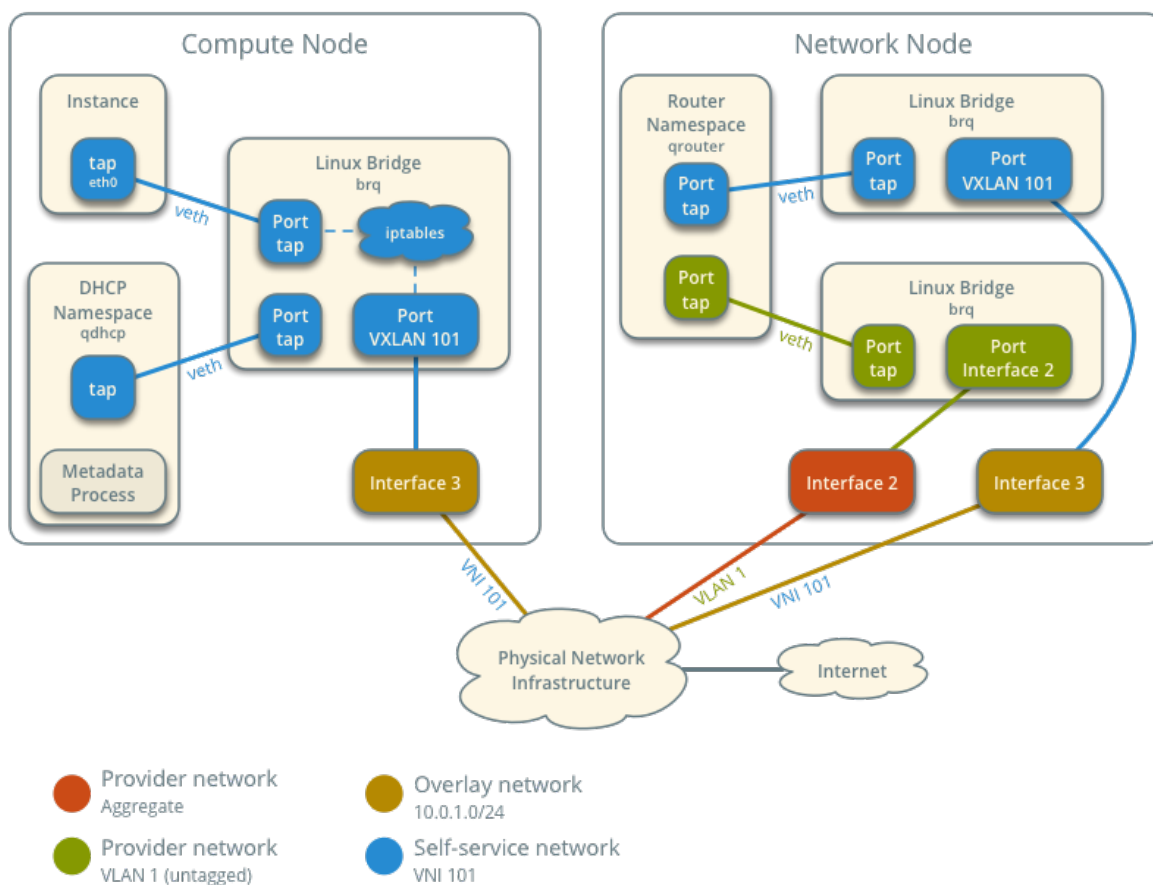 Compute Node
Instance
tap
eth0
veth
Linux Bridge
brq
Port
tap
iptables
DHCP
Namespace
qdhcp
tap
veth
Port
tap
Port
VXLAN 101
Metadata
Process
Interface 3
Network Node
Router
Namespace
qrouter
Port
tap
veth
Linux Bridge
brq
Port
tap
Port
VXLAN 101
Port
tap
veth
Linux Bridge
brq
Port
tap
Port
Interface 2
Interface 2
Interface 3
VNI 101
VLAN 1
VNI 101
Physical Network
Infrastructure
Internet
Provider network
Aggregate
Overlay network
10.0.1.0/24
Provider network
VLAN 1 (untagged)
Self-service network
VNI 101